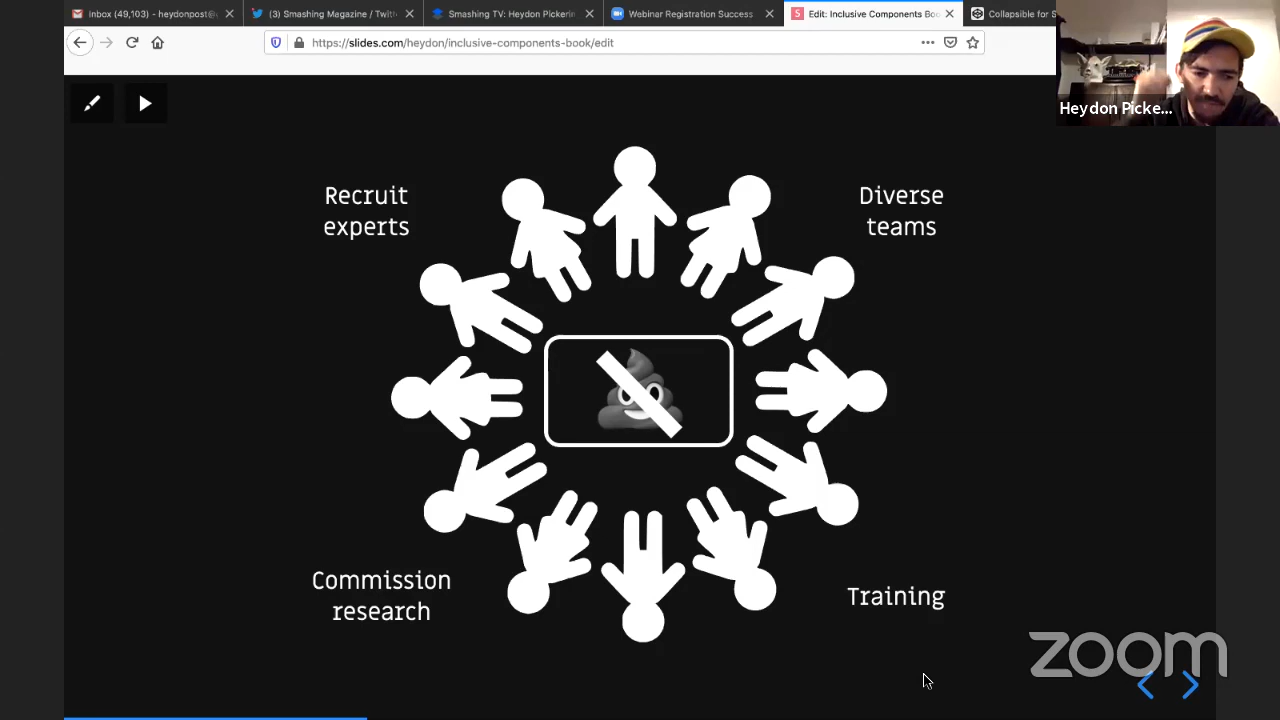 Inbox (49,103) - heydonpost@
(3) Smashing Magazine / Twitt
Smashing TV: Heydon Pickerin
Webinar Registration Success
Edit: Inclusive Components Boo
Collapsible for S
https://slides.com/heydon/inclusive-components-book/edit
Heydon Picke...
Recruit
experts
Diverse
teams
Commission
research
Training
zoom